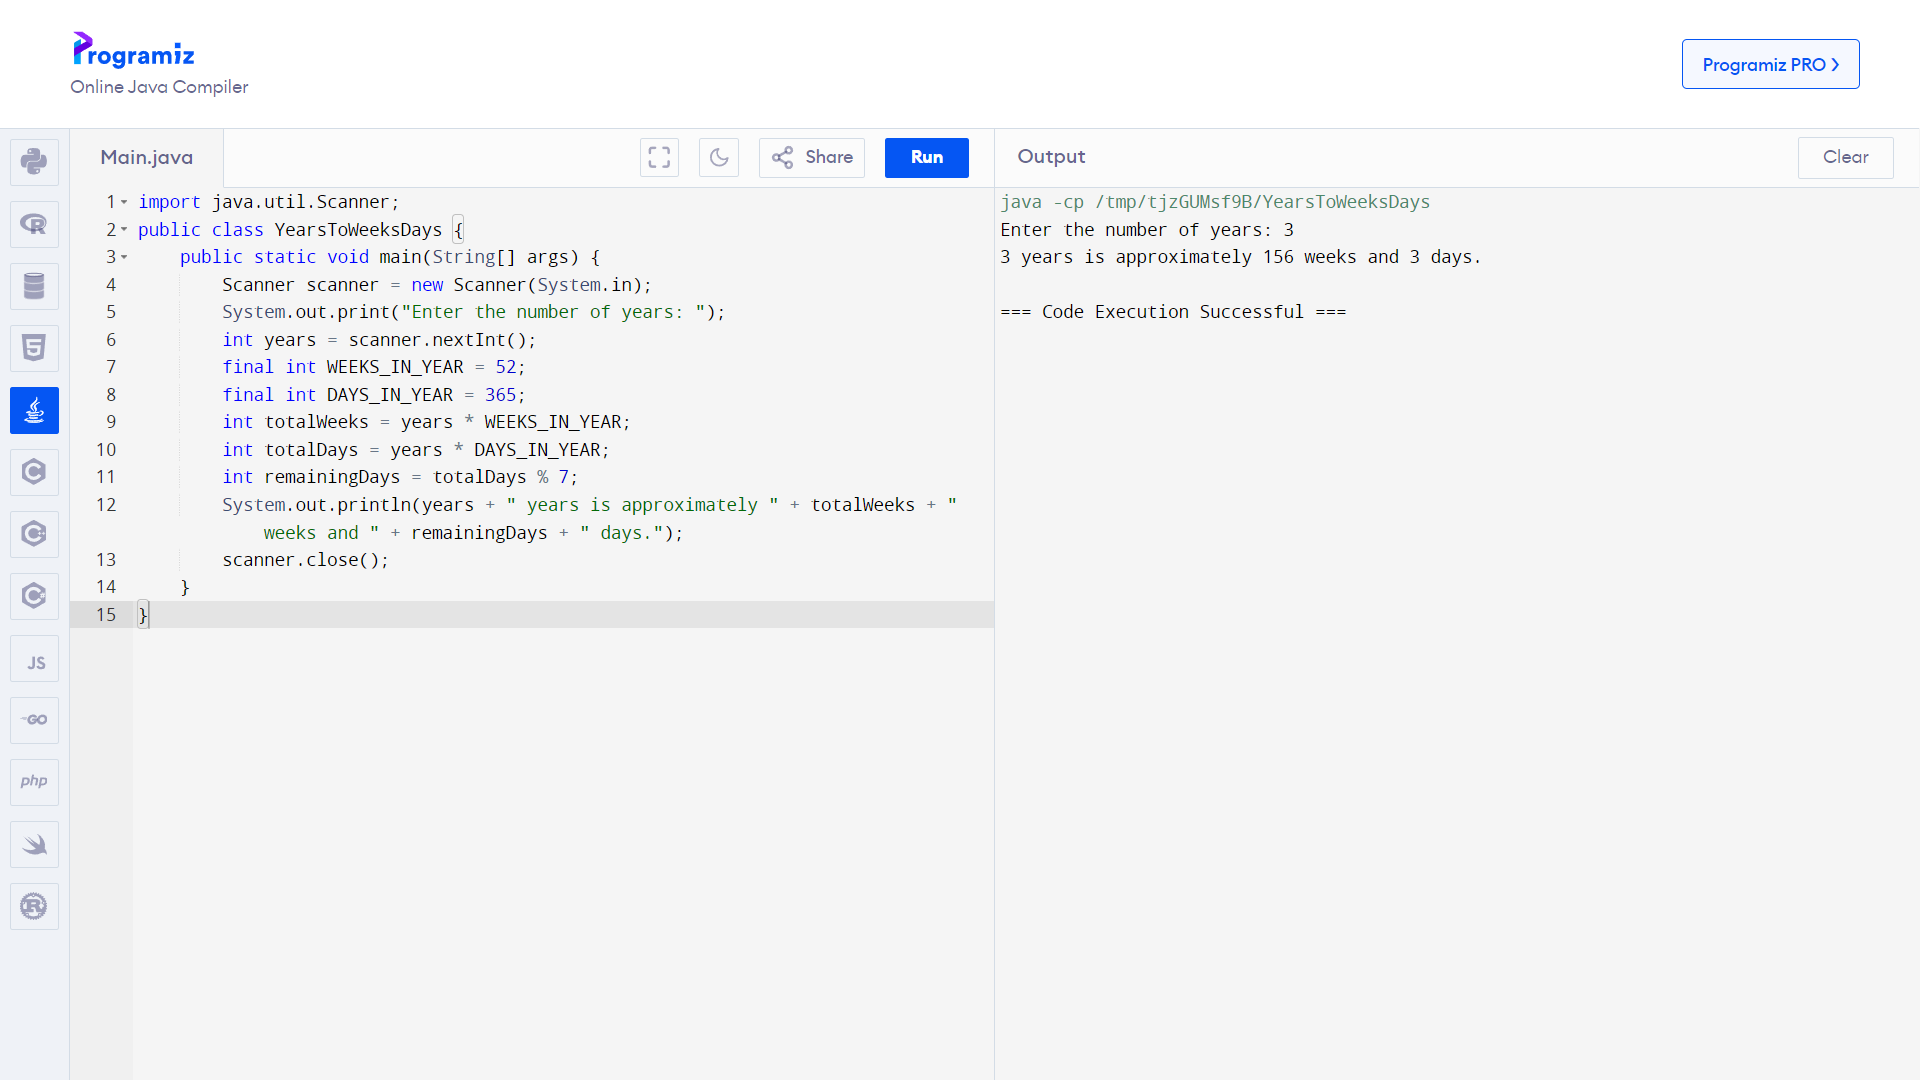 Programiz
Online Java Compiler
Programiz PRO >
Main.java
Share
Run
Output
Clear
1 import java.util.Scanner;
2 public class YearsToWeeksDays {
3 public static void main(String[] args) {
4 Scanner scanner = new Scanner(System.in);
5 System.out.print("Enter the number of years: ");
6 int years = scanner.nextInt();
7 final int WEEKS_IN_YEAR = 52;
8 final int DAYS_IN_YEAR = 365;
9 int totalWeeks = years * WEEKS_IN_YEAR;
10 int totalDays = years * DAYS_IN_YEAR;
11 int remainingDays = totalDays % 7;
12 System.out.println(years + " years is approximately " + totalWeeks + "
weeks and " + remainingDays + " days.");
13 scanner.close();
14 }
15 }
java -cp /tmp/tjzGUMsf9B/YearsToWeeksDays
Enter the number of years: 3
3 years is approximately 156 weeks and 3 days.
=== Code Execution Successful ===
R
5
C
C
C
JS
GO
php
R